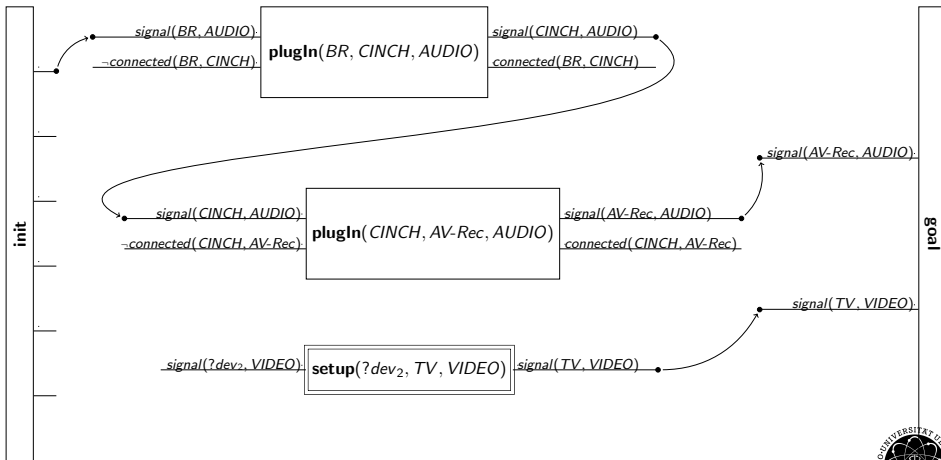 signal(BR, AUDIO)
¬connected(BR, CINCH)
plugIn(BR, CINCH, AUDIO)
signal(CINCH, AUDIO)
connected(BR, CINCH)
signal(AV-Rec, AUDIO)
init
signal(CINCH, AUDIO)
¬connected(CINCH, AV-Rec)
plugIn(CINCH, AV-Rec, AUDIO)
signal(AV-Rec, AUDIO)
connected(CINCH, AV-Rec)
goal
signal(TV, VIDEO)
signal(?dev₂, VIDEO)
setup(?dev₂, TV, VIDEO)
signal(TV, VIDEO)